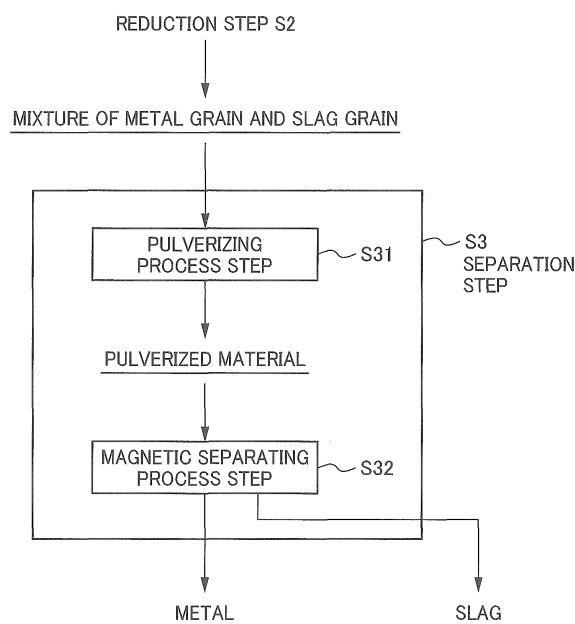 REDUCTION STEP S2
MIXTURE OF METAL GRAIN AND SLAG GRAIN
PULVERIZING
PROCESS STEP
S31
S3
SEPARATION
STEP
PULVERIZED MATERIAL
MAGNETIC SEPARATING
PROCESS STEP
S32
METAL
SLAG